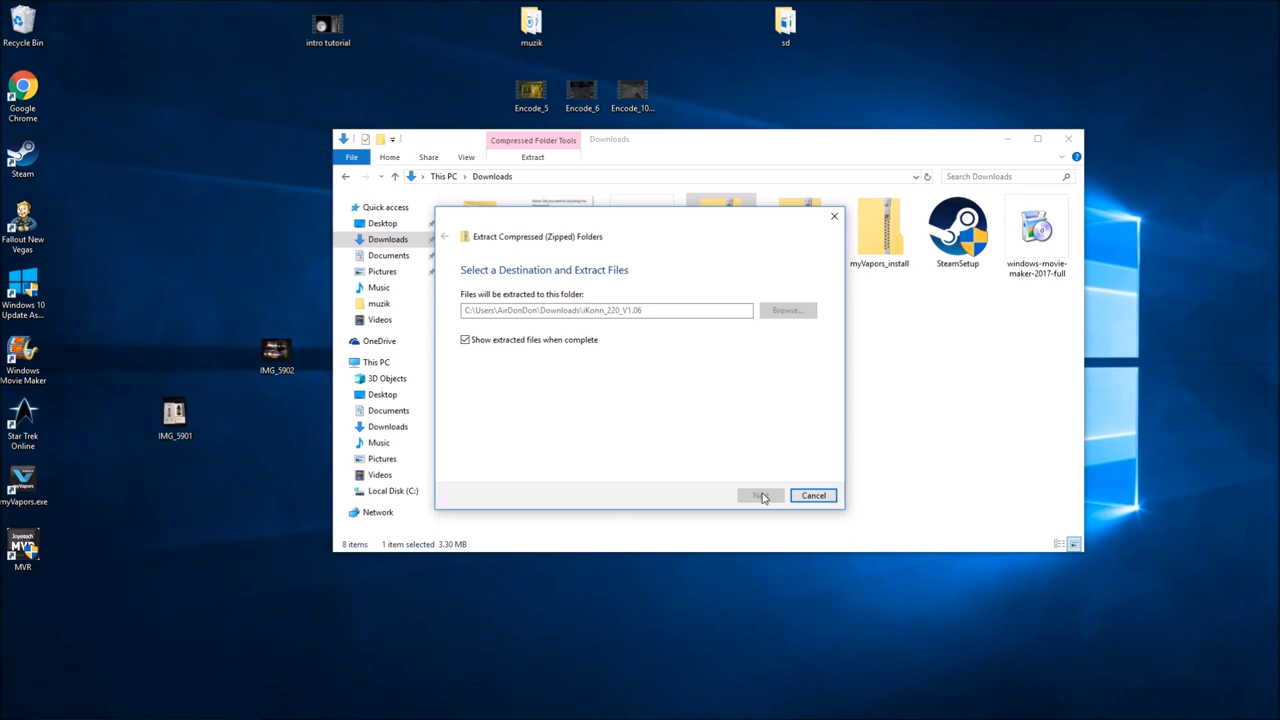 Recycle Bin
intro tutorial
muzik
sd
Google
Chrome
Encode_5
Encode_6
Encode_10...
Steam
Fallout New
Vegas
Windows 10
Update As...
Windows
Movie Maker
IMG_5902
Star Trek
Online
IMG_5901
myVapors.exe
Joyetech
MVR
MVR
Compressed Folder Tools
Downloads
File
Home
Share
View
Extract
This PC
Downloads
Search Downloads
Quick access
Desktop
Downloads
Documents
Pictures
Music
muzik
Videos
OneDrive
This PC
3D Objects
Desktop
Documents
Downloads
Music
Pictures
Videos
Local Disk (C:)
Network
myVapors_install
SteamSetup
windows-movie-
maker-2017-full
Extract Compressed (Zipped) Folders
Select a Destination and Extract Files
Files will be extracted to this folder:
C:\Users\AirDonDon\Downloads\iKonn_220_V1.06
Browse...
Show extracted files when complete
Cancel
8 items
1 item selected 3.30 MB